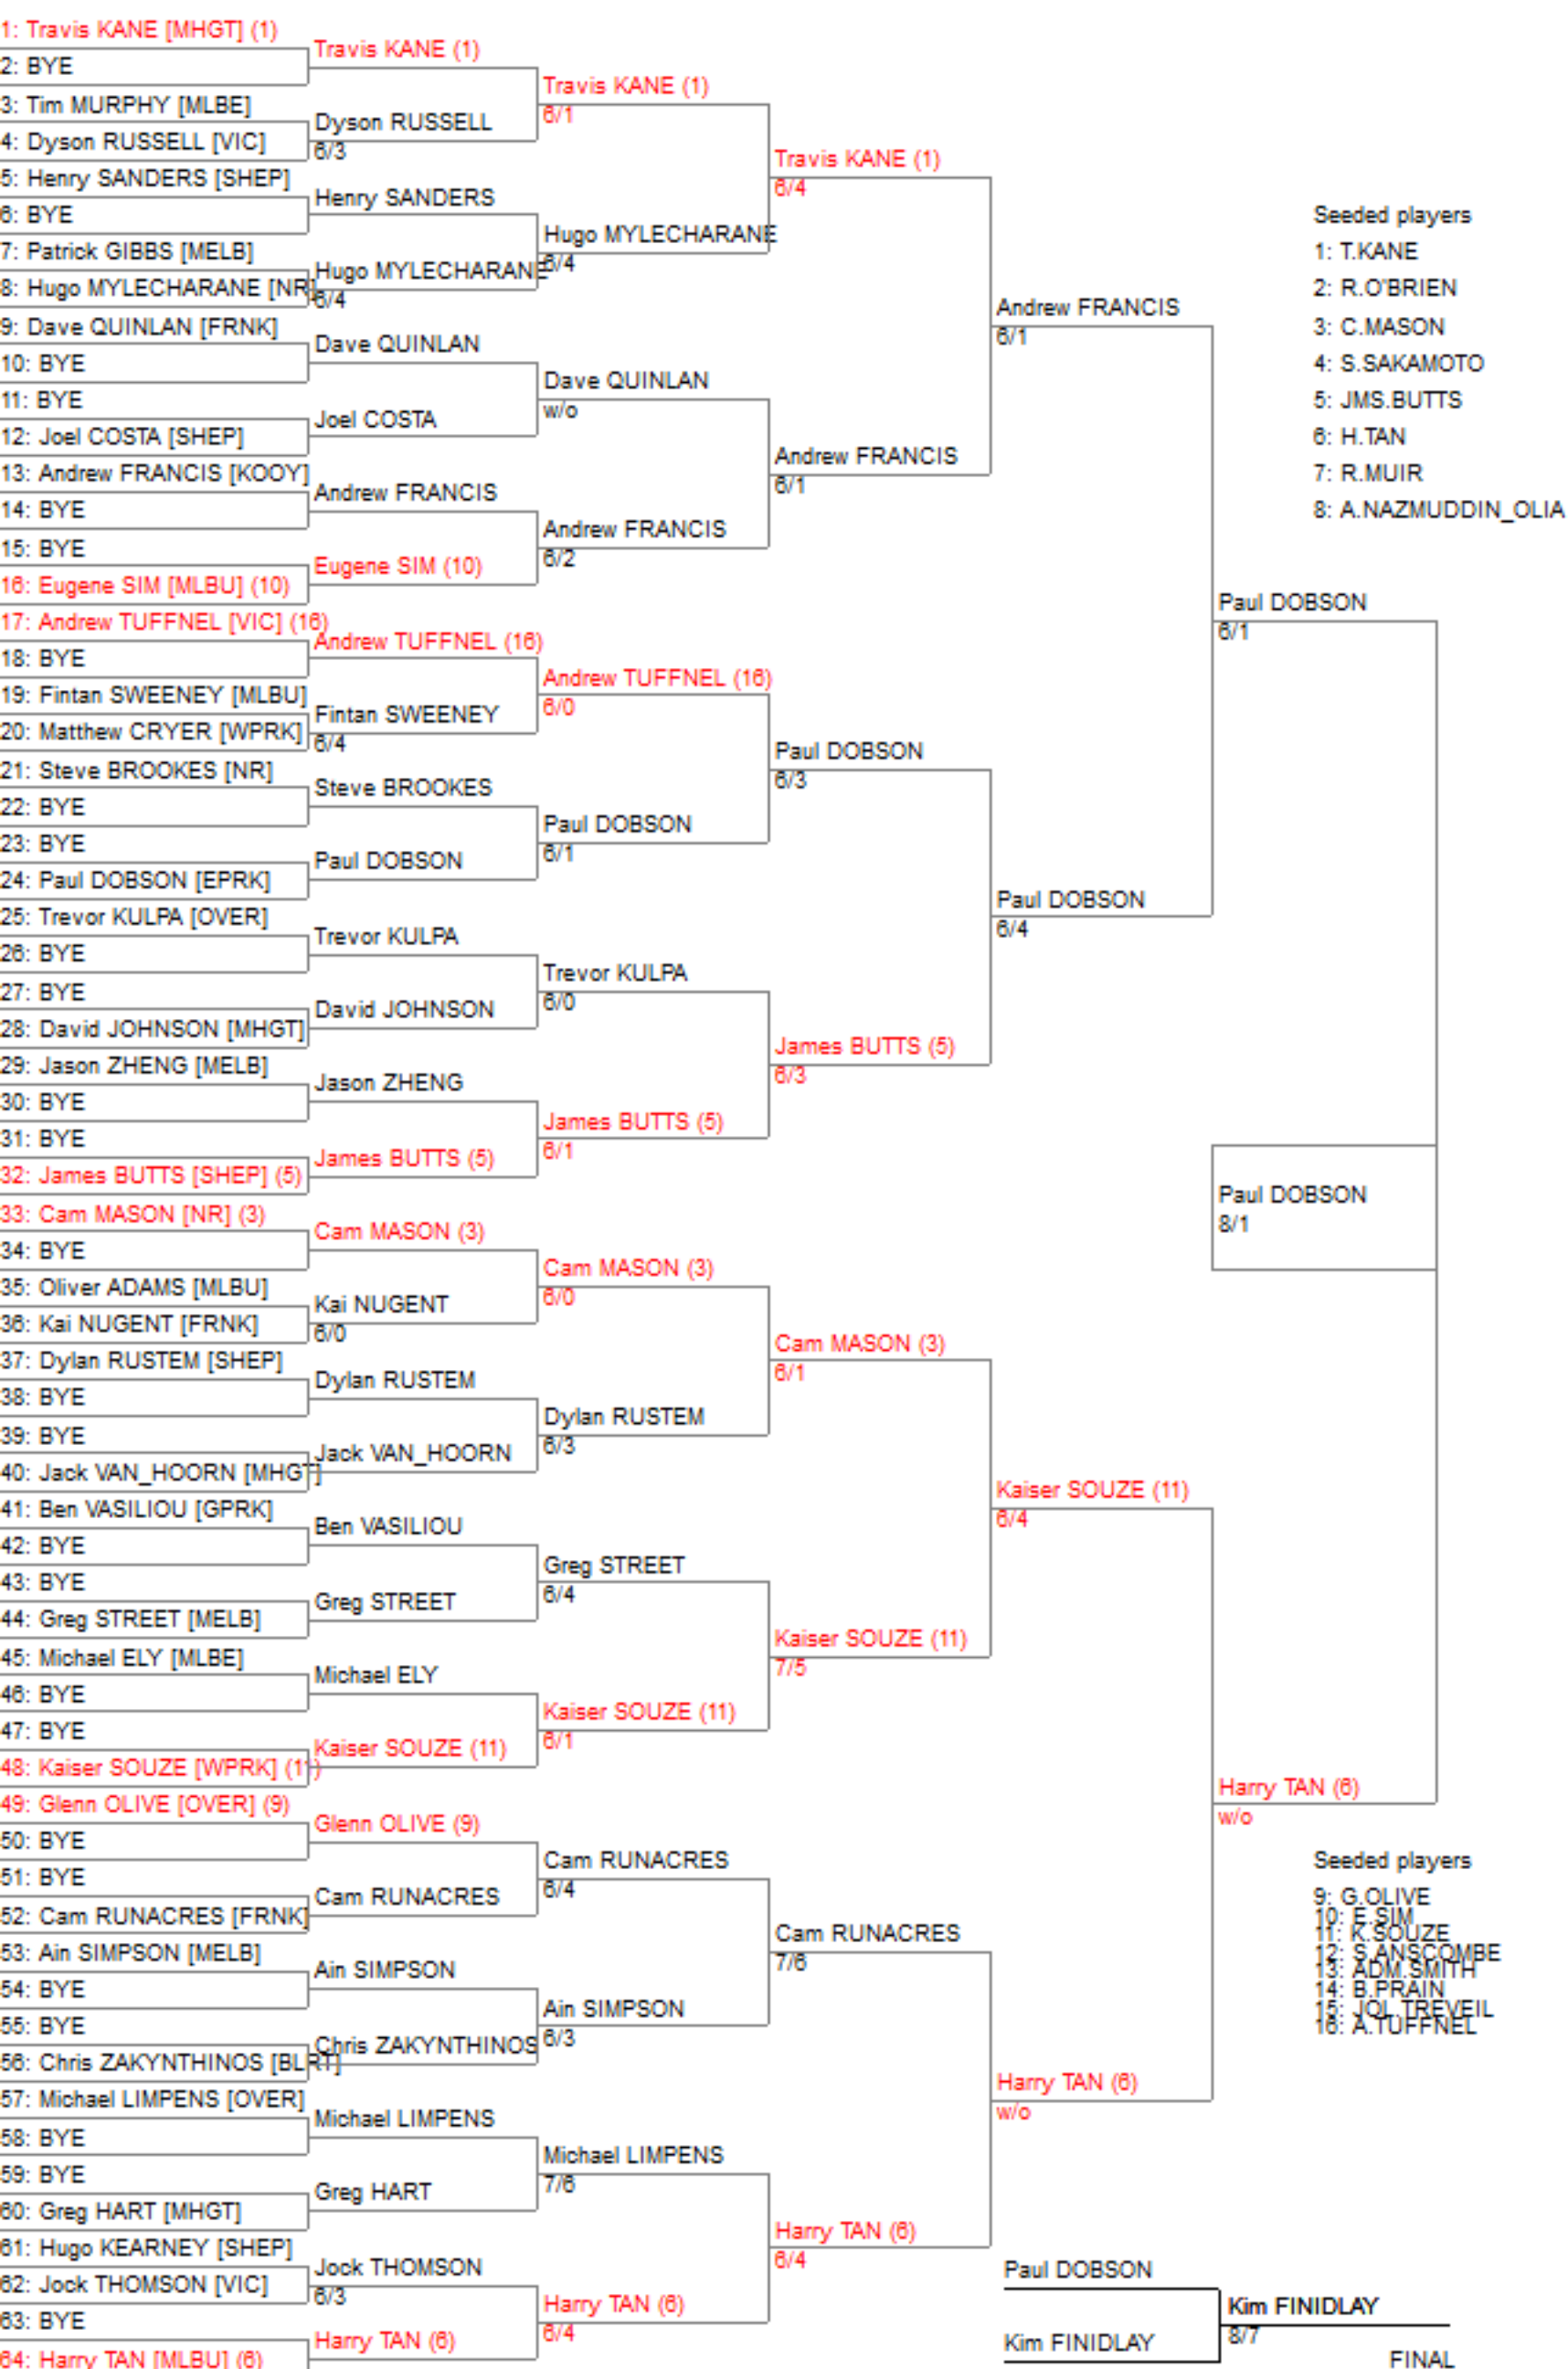 1: Travis KANE [MHGT] (1)
2: BYE
3: Tim MURPHY [MLBE]
4: Dyson RUSSELL [VIC]
5: Henry SANDERS [SHEP]
6: BYE
7: Patrick GIBBS [MELB]
8: Hugo MYLECHARANE [NR]
9: Dave QUINLAN [FRNK]
10: BYE
11: BYE
12: Joel COSTA [SHEP]
13: Andrew FRANCIS [KOOY]
14: BYE
15: BYE
16: Eugene SIM [MLBU] (10)
17: Andrew TUFFNEL [VIC] (16)
18: BYE
19: Fintan SWEENEY [MLBU]
20: Matthew CRYER [WPRK]
21: Steve BROOKES [NR]
22: BYE
23: BYE
24: Paul DOBSON [EPRK]
25: Trevor KULPA [OVER]
26: BYE
27: BYE
28: David JOHNSON [MHGT]
29: Jason ZHENG [MELB]
30: BYE
31: BYE
32: James BUTTS [SHEP] (5)
33: Cam MASON [NR] (3)
34: BYE
35: Oliver ADAMS [MLBU]
36: Kai NUGENT [FRNK]
37: Dylan RUSTEM [SHEP]
38: BYE
39: BYE
40: Jack VAN_HOORN [MHGT]
41: Ben VASILIOU [GPRK]
42: BYE
43: BYE
44: Greg STREET [MELB]
45: Michael ELY [MLBE]
46: BYE
47: BYE
48: Kaiser SOUZE [WPRK] (11)
49: Glenn OLIVE [OVER] (9)
50: BYE
51: BYE
52: Cam RUNACRES [FRNK]
53: Ain SIMPSON [MELB]
54: BYE
55: BYE
56: Chris ZAKYNTHINOS [BLRT]
57: Michael LIMPENS [OVER]
58: BYE
59: BYE
60: Greg HART [MHGT]
61: Hugo KEARNEY [SHEP]
62: Jock THOMSON [VIC]
63: BYE
64: Harry TAN [MLBU] (6)
Travis KANE (1)
Dyson RUSSELL
6/3
Henry SANDERS
Hugo MYLECHARANE
6/4
Dave QUINLAN
Joel COSTA
Andrew FRANCIS
Eugene SIM (10)
Andrew TUFFNEL (16)
Fintan SWEENEY
6/4
Steve BROOKES
Paul DOBSON
Trevor KULPA
David JOHNSON
Jason ZHENG
James BUTTS (5)
Cam MASON (3)
Kai NUGENT
6/0
Dylan RUSTEM
Jack VAN_HOORN
Ben VASILIOU
Greg STREET
Michael ELY
Kaiser SOUZE (11)
Glenn OLIVE (9)
Cam RUNACRES
Ain SIMPSON
Chris ZAKYNTHINOS
Michael LIMPENS
Greg HART
Jock THOMSON
6/3
Harry TAN (6)
Travis KANE (1)
6/1
Hugo MYLECHARANE
6/4
Dave QUINLAN
w/o
Andrew FRANCIS
6/2
Andrew TUFFNEL (16)
6/0
Paul DOBSON
6/1
Trevor KULPA
6/0
James BUTTS (5)
6/1
Cam MASON (3)
6/0
Dylan RUSTEM
6/3
Greg STREET
6/4
Kaiser SOUZE (11)
6/1
Cam RUNACRES
6/4
Ain SIMPSON
6/3
Michael LIMPENS
7/6
Harry TAN (6)
6/4
Travis KANE (1)
6/4
Andrew FRANCIS
6/1
Paul DOBSON
6/3
James BUTTS (5)
6/3
Cam MASON (3)
6/1
Kaiser SOUZE (11)
7/5
Cam RUNACRES
7/6
Harry TAN (6)
6/4
Andrew FRANCIS
6/1
Paul DOBSON
6/4
Kaiser SOUZE (11)
6/4
Harry TAN (6)
w/o
Paul DOBSON
6/1
Harry TAN (6)
w/o
Paul DOBSON
8/1
Seeded players
1: T.KANE
2: R.O'BRIEN
3: C.MASON
4: S.SAKAMOTO
5: JMS.BUTTS
6: H.TAN
7: R.MUIR
8: A.NAZMUDDIN_OLIA
Seeded players
9: G.OLIVE
10: E.SIM
11: K.SOUZE
12: S.ANSCOMBE
13: ADM.SMITH
14: B.PRAIN
15: JOL.TREVEIL
16: A.TUFFNEL
Paul DOBSON
Kim FINIDLAY
Kim FINIDLAY
8/7
FINAL